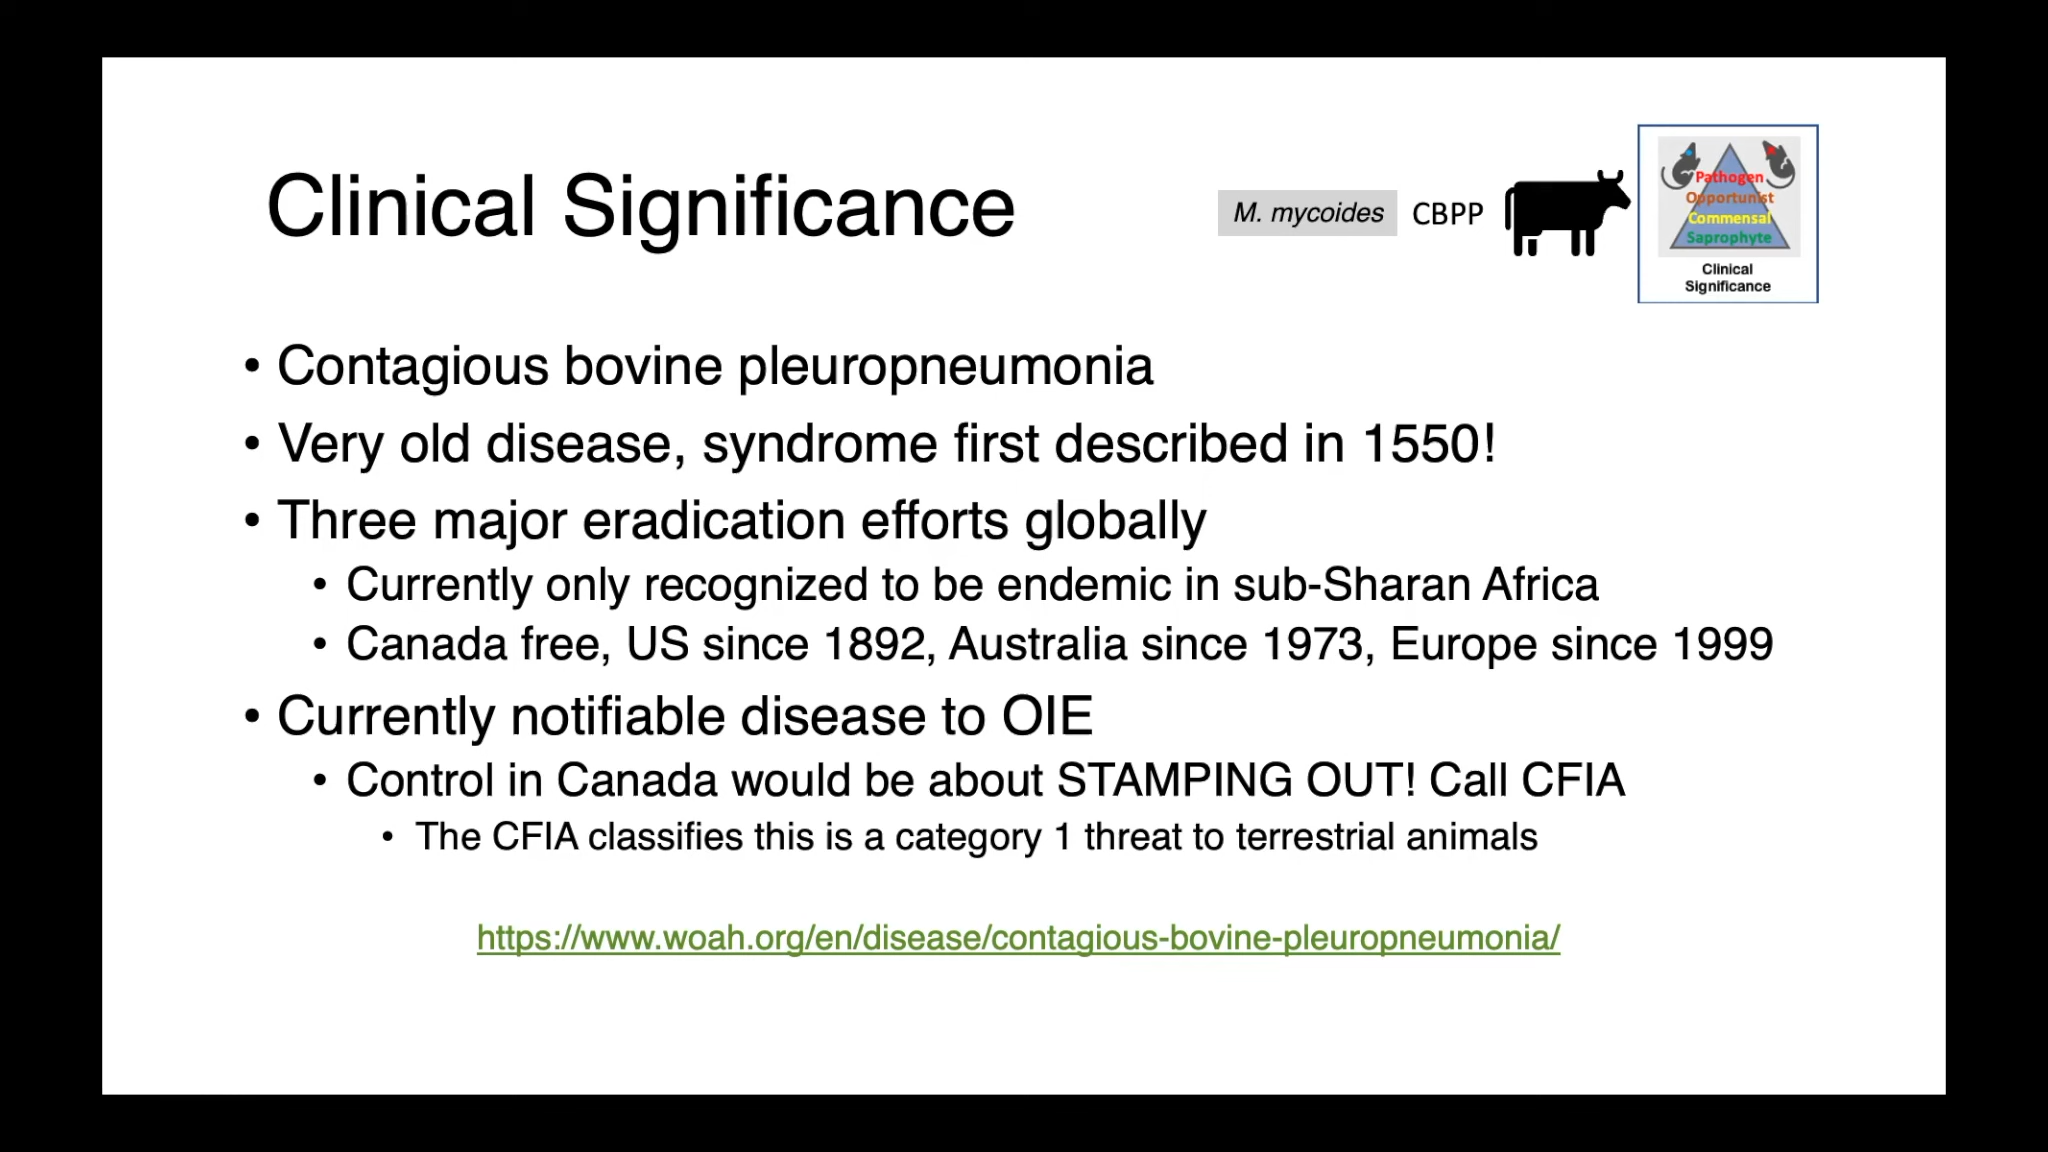 Clinical Significance
M. mycoides CBPP
Pathogen
Opportunist
Commensal
Saprophyte
Clinical
Significance
• Contagious bovine pleuropneumonia
• Very old disease, syndrome first described in 1550!
• Three major eradication efforts globally
• Currently only recognized to be endemic in sub-Sharan Africa
• Canada free, US since 1892, Australia since 1973, Europe since 1999
• Currently notifiable disease to OIE
• Control in Canada would be about STAMPING OUT! Call CFIA
• The CFIA classifies this is a category 1 threat to terrestrial animals
https://www.woah.org/en/disease/contagious-bovine-pleuropneumonia/